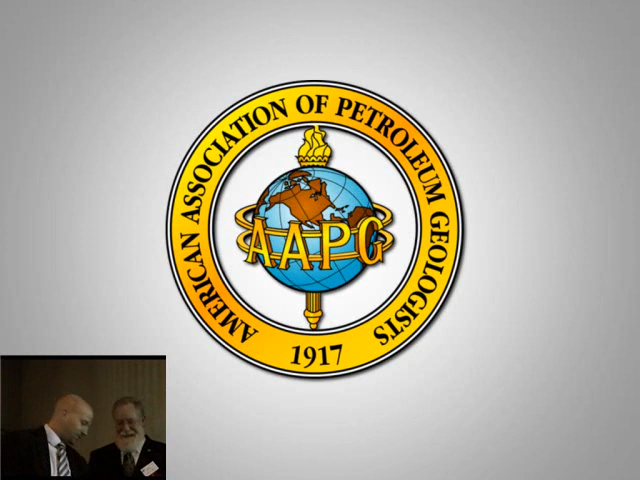 AMERICAN ASSOCIATION OF PETROLEUM GEOLOGISTS
AAPG
1917